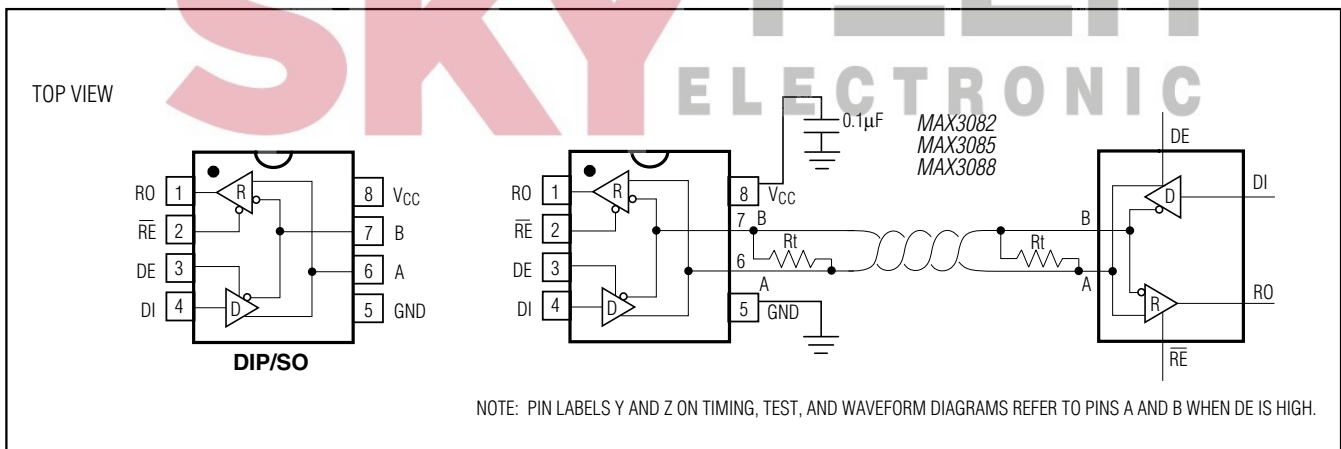 SKYTECH
ELECTRONIC
TOP VIEW
RO 1
RE 2
DE 3
DI 4
8 VCC
7 B
6 A
5 GND
R
D
DIP/SO
RO 1
RE 2
DE 3
DI 4
R
D
8 VCC
7 B
6 A
5 GND
0.1µF
MAX3082
MAX3085
MAX3088
Rt
Rt
B
A
DE
D
DI
R
RO
RE
NOTE: PIN LABELS Y AND Z ON TIMING, TEST, AND WAVEFORM DIAGRAMS REFER TO PINS A AND B WHEN DE IS HIGH.